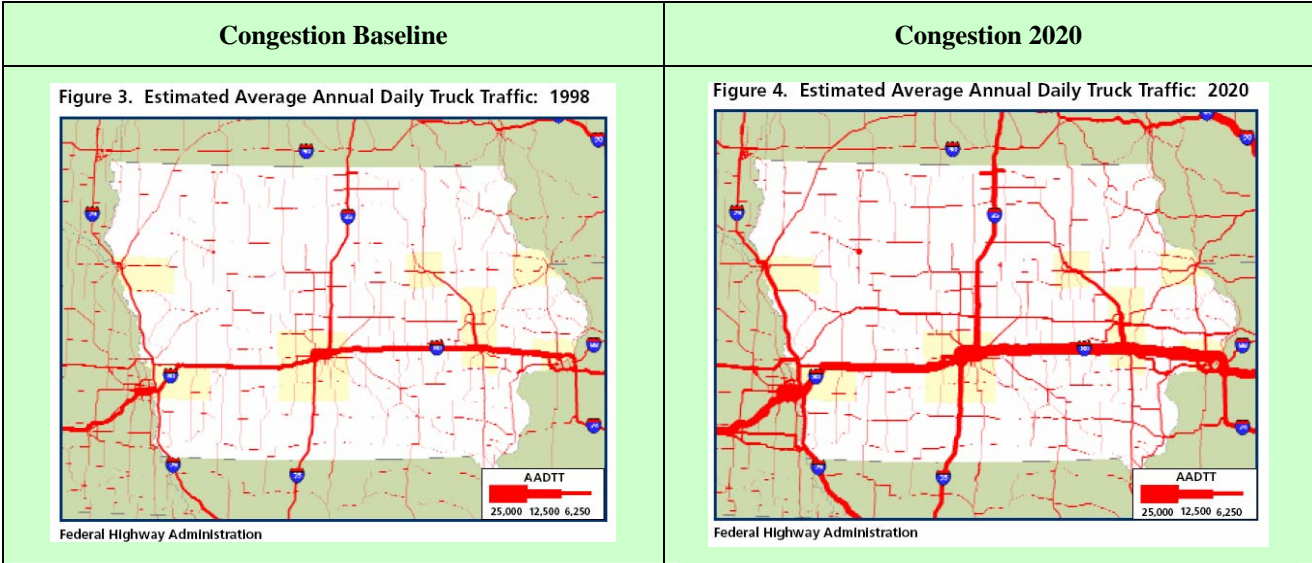 Congestion Baseline
Congestion 2020
Figure 3. Estimated Average Annual Daily Truck Traffic: 1998
AADTT
25,000 12,500 6,250
Federal Highway Administration
Figure 4. Estimated Average Annual Daily Truck Traffic: 2020
AADTT
25,000 12,500 6,250
Federal Highway Administration